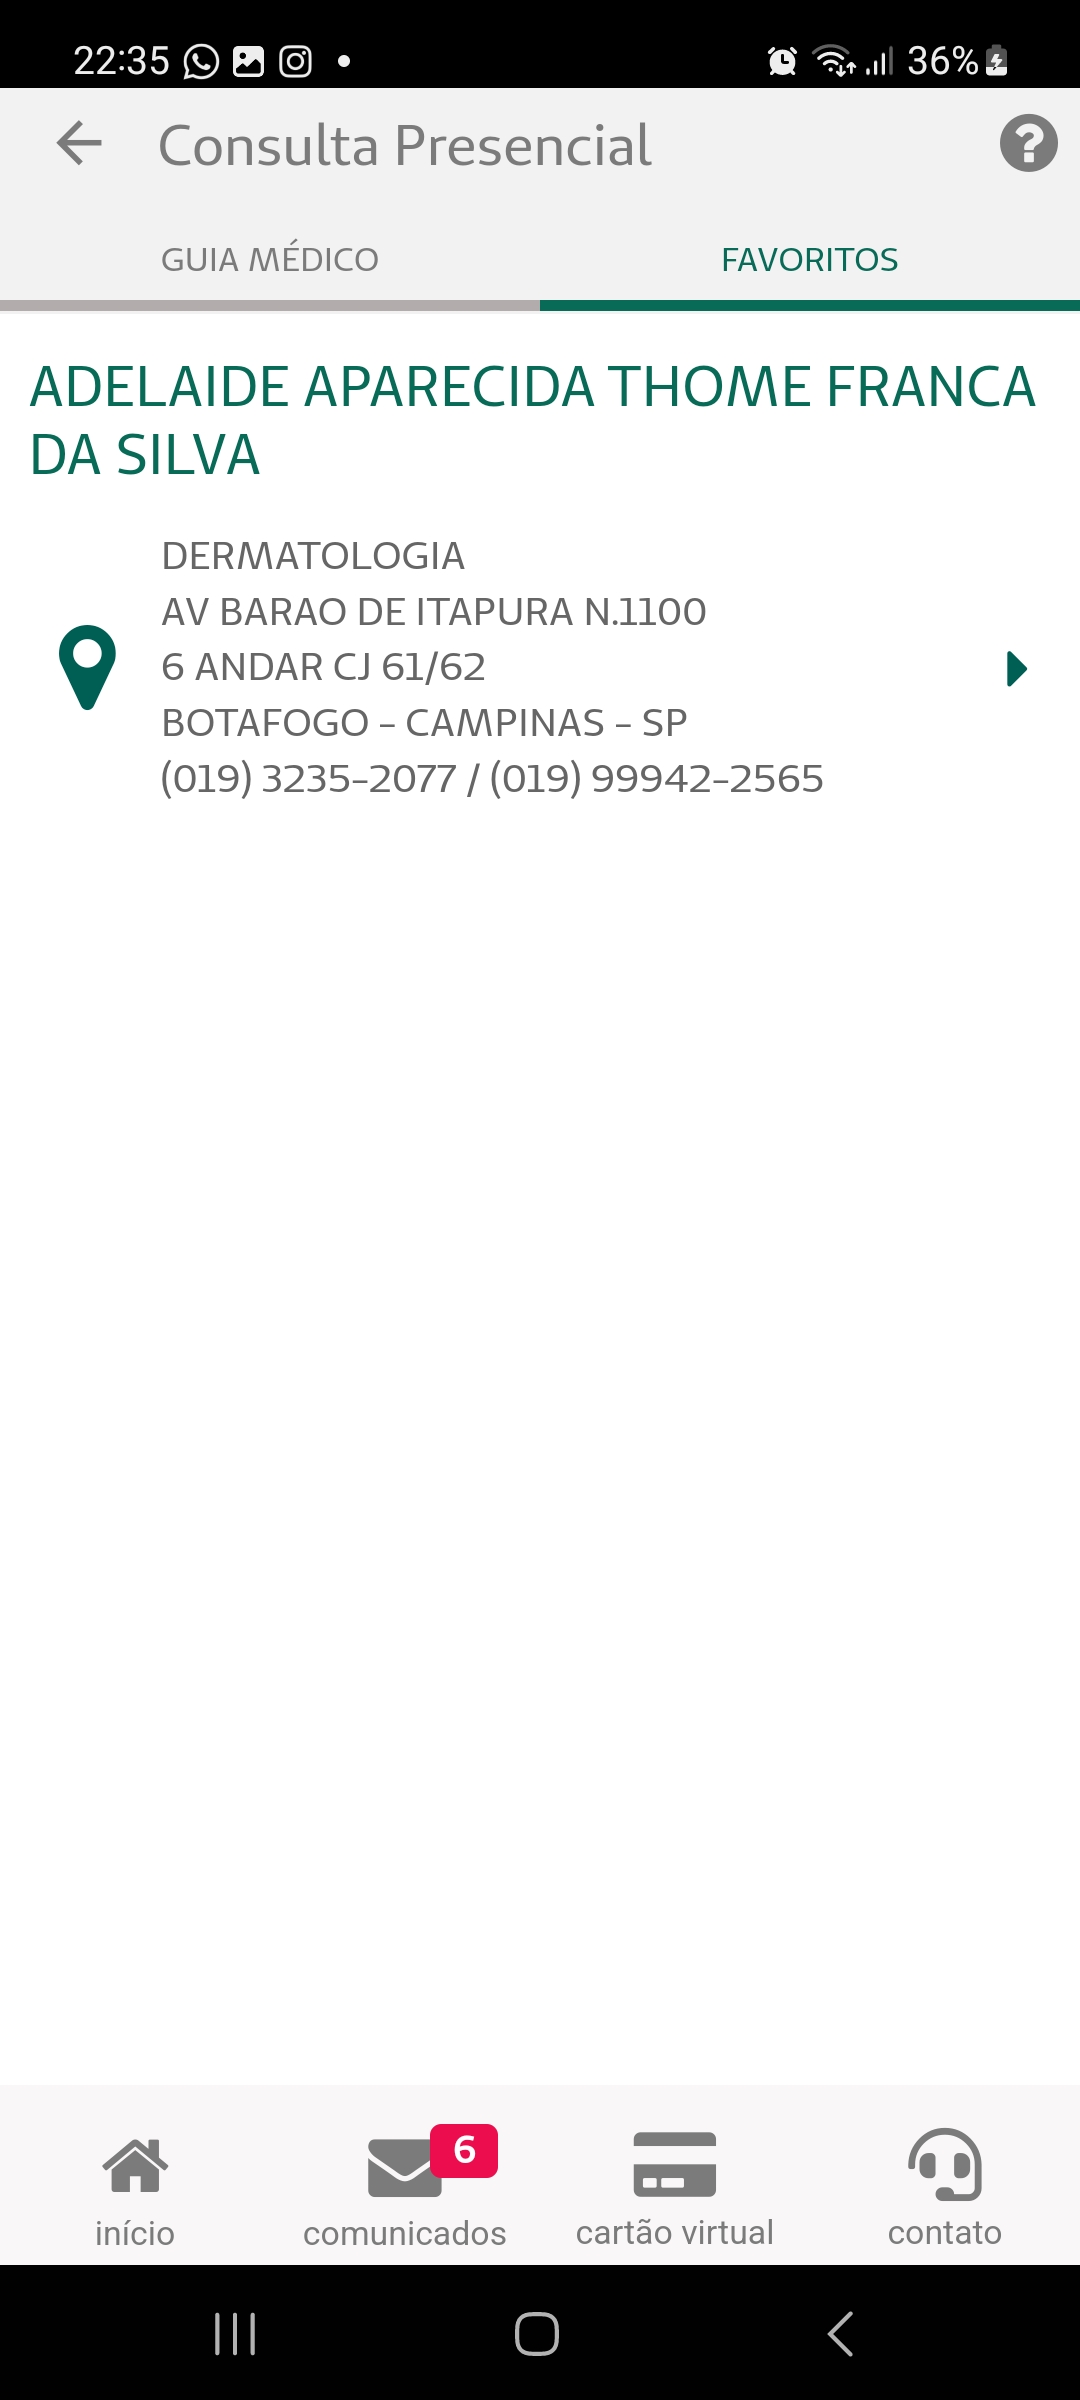 22:35
36%
Consulta Presencial
GUIA MÉDICO
FAVORITOS
ADELAIDE APARECIDA THOME FRANCA
DA SILVA
DERMATOLOGIA
AV BARAO DE ITAPURA N.1100
6 ANDAR CJ 61/62
BOTAFOGO - CAMPINAS - SP
(019) 3235-2077 / (019) 99942-2565
6
início
comunicados
cartão virtual
contato